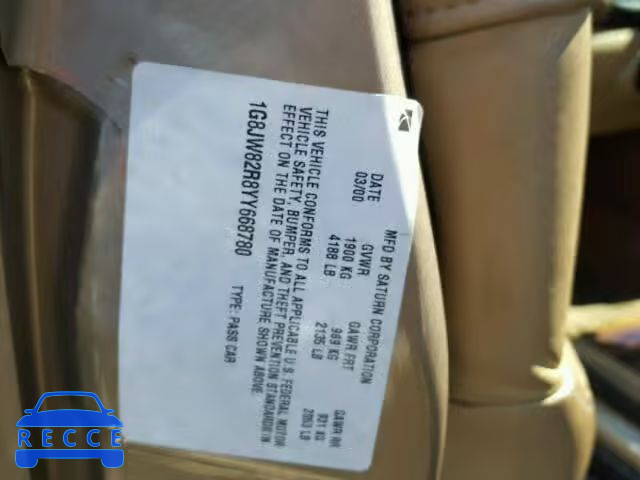 MFD BY SATURN CORPORATION
DATE GVWR GAWR FRT GAWR RR
03/00 1900 KG 969 KG 931 KG
4188 LB 2135 LB 2053 LB
THIS VEHICLE CONFORMS TO ALL APPLICABLE U.S. FEDERAL MOTOR
VEHICLE SAFETY, BUMPER, AND THEFT PREVENTION STANDARDS IN
EFFECT ON THE DATE OF MANUFACTURE SHOWN ABOVE.
1G8JW82R8YY668780 TYPE: PASS CAR
RECCE